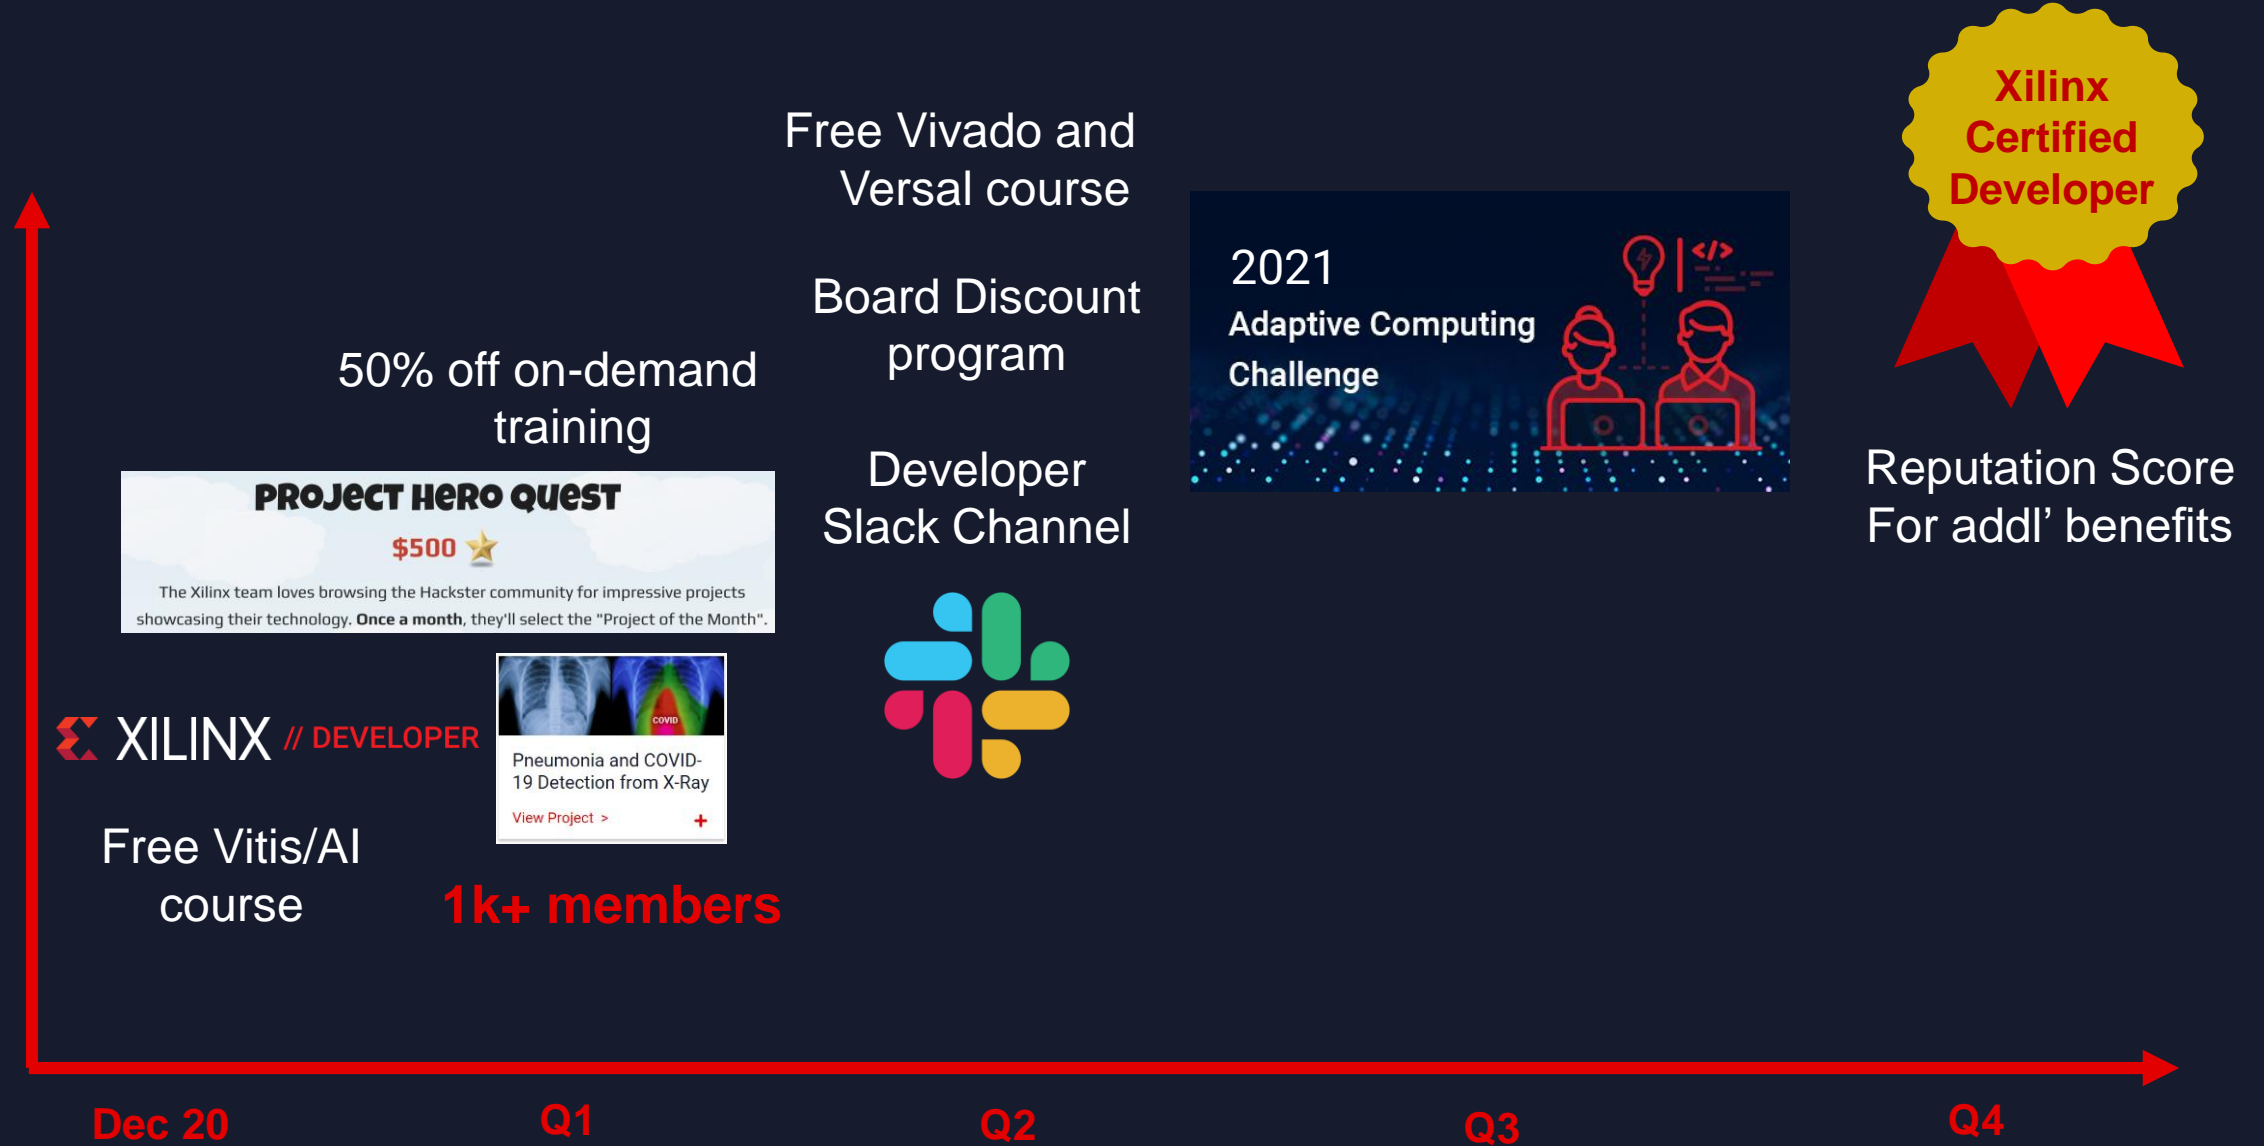 Xilinx
Certified
Developer
Free Vivado and
Versal course
2021
Adaptive Computing
Challenge
</>
Board Discount
program
50% off on-demand
training
Developer
Slack Channel
Reputation Score
For addl’ benefits
PROJECT HERO QUEST
$500
The Xilinx team loves browsing the Hackster community for impressive projects
showcasing their technology. Once a month, they'll select the "Project of the Month".
XILINX // DEVELOPER
COVID
Pneumonia and COVID-
19 Detection from X-Ray
View Project >
+
Free Vitis/AI
course
1k+ members
Dec 20
Q1
Q2
Q3
Q4